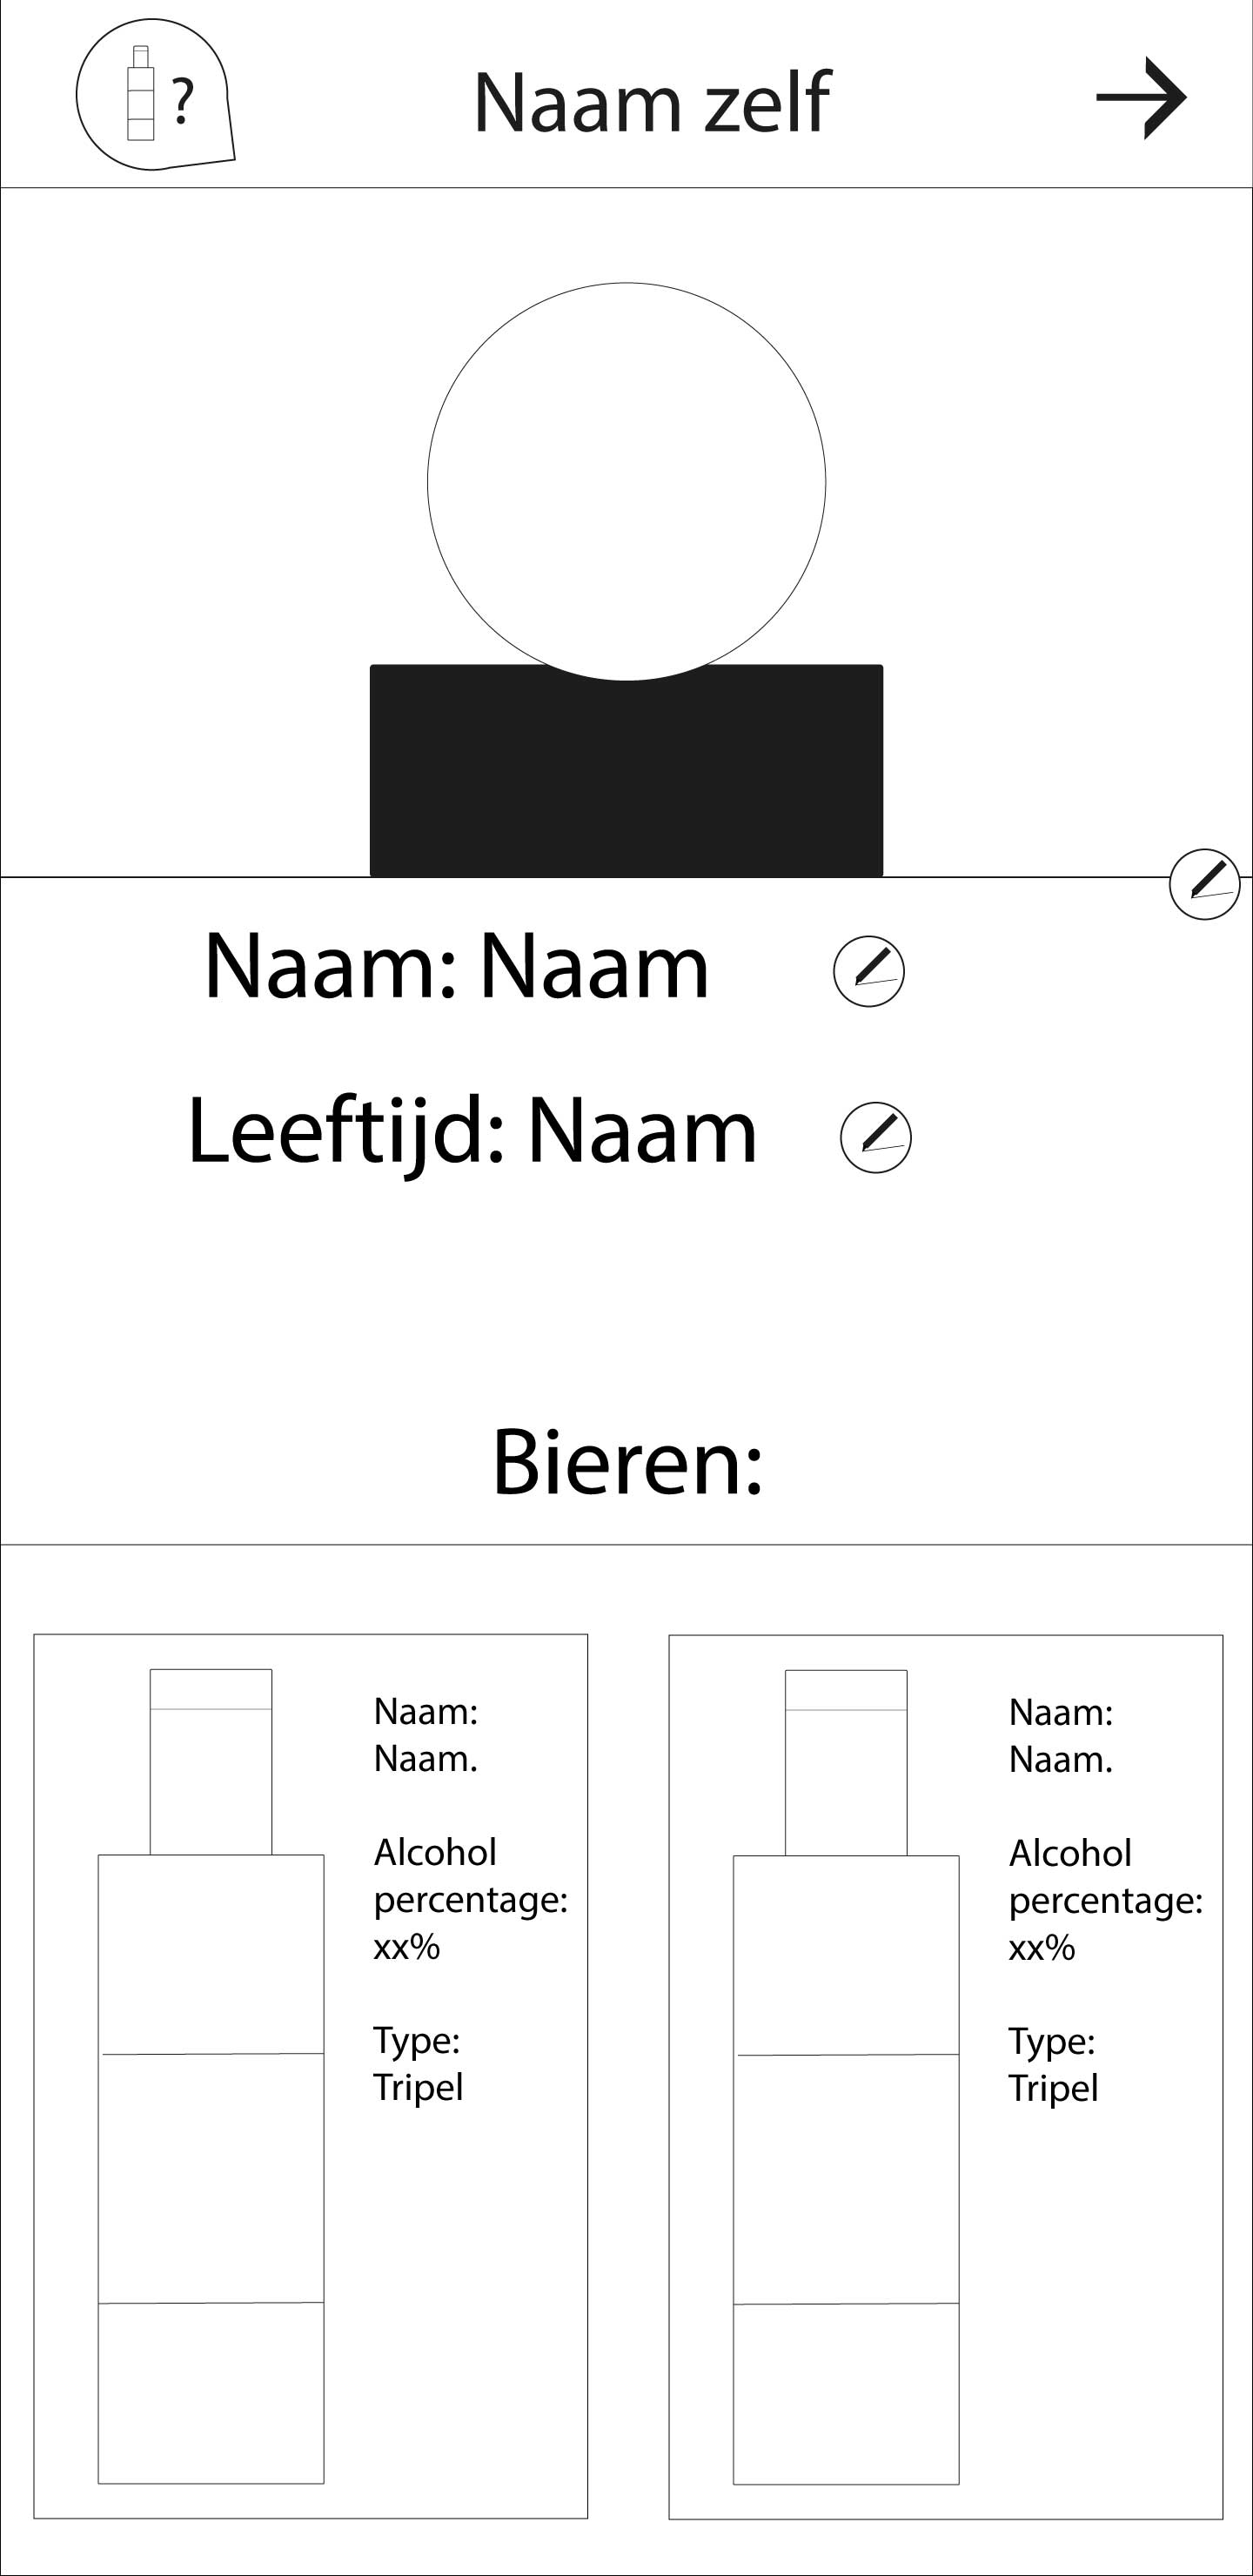 ?
Naam zelf
Naam: Naam
Leeftijd: Naam
Bieren:
Naam:
Naam.
Alcohol
percentage:
xx%
Type:
Tripel
Naam:
Naam.
Alcohol
percentage:
xx%
Type:
Tripel